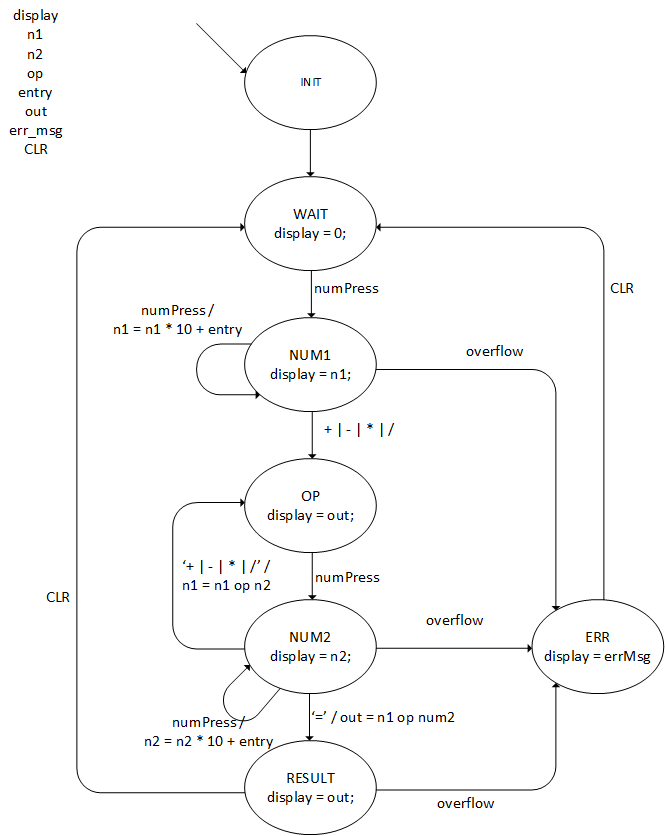 display
n1
n2
op
entry
out
err_msg
CLR
INIT
WAIT
display = 0;
numPress
numPress /
n1 = n1 * 10 + entry
NUM1
display = n1;
overflow
CLR
+ | - | * | /
OP
display = out;
‘+ | - | * | /’ /
n1 = n1 op n2
numPress
CLR
NUM2
display = n2;
overflow
ERR
display = errMsg
numPress /
n2 = n2 * 10 + entry
‘=’ / out = n1 op num2
RESULT
display = out;
overflow